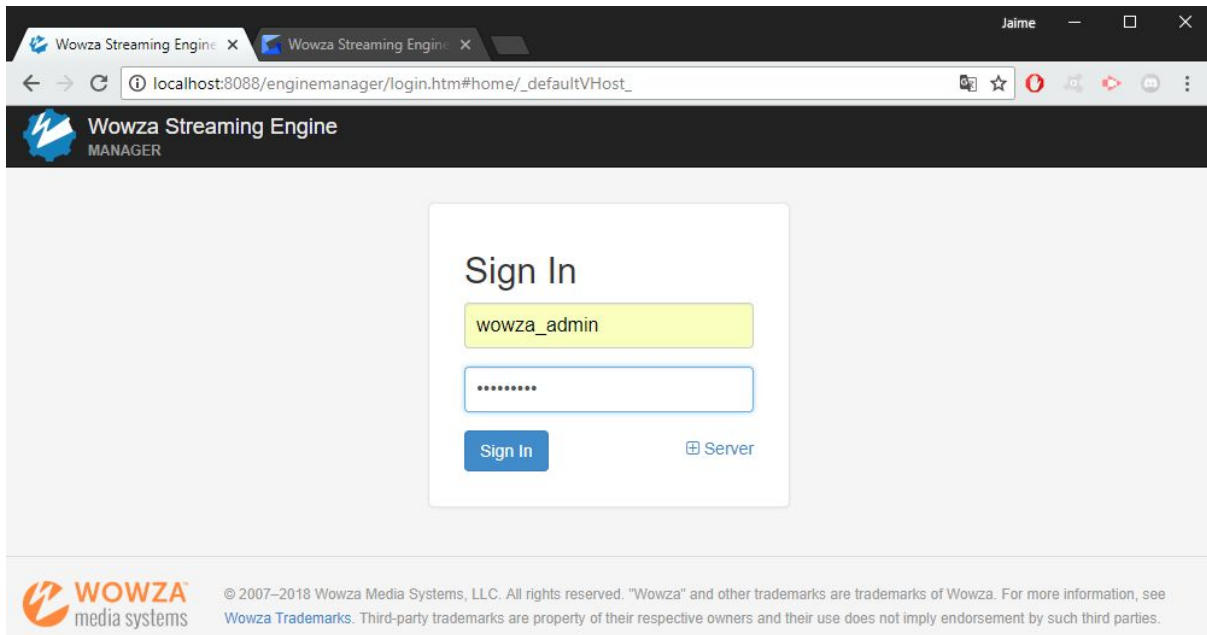 Jaime
Wowza Streaming Engine
Wowza Streaming Engine
localhost:8088/enginemanager/login.htm#home/_defaultVHost_
Wowza Streaming Engine
MANAGER
Sign In
wowza_admin
•••••••••
Sign In
Server
WOWZA
media systems
© 2007–2018 Wowza Media Systems, LLC. All rights reserved. "Wowza" and other trademarks are trademarks of Wowza. For more information, see
Wowza Trademarks. Third-party trademarks are property of their respective owners and their use does not imply endorsement by such third parties.